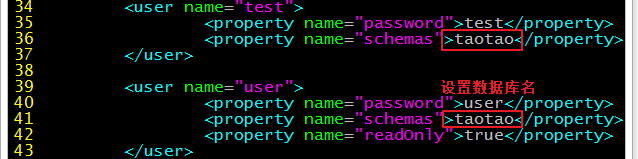 34 <user name="test">
35 <property name="password">test</property>
36 <property name="schemas">taotao</property>
37 </user>
38
39 <user name="user"> 设置数据库名
40 <property name="password">user</property>
41 <property name="schemas">taotao</property>
42 <property name="readOnly">true</property>
43 </user>